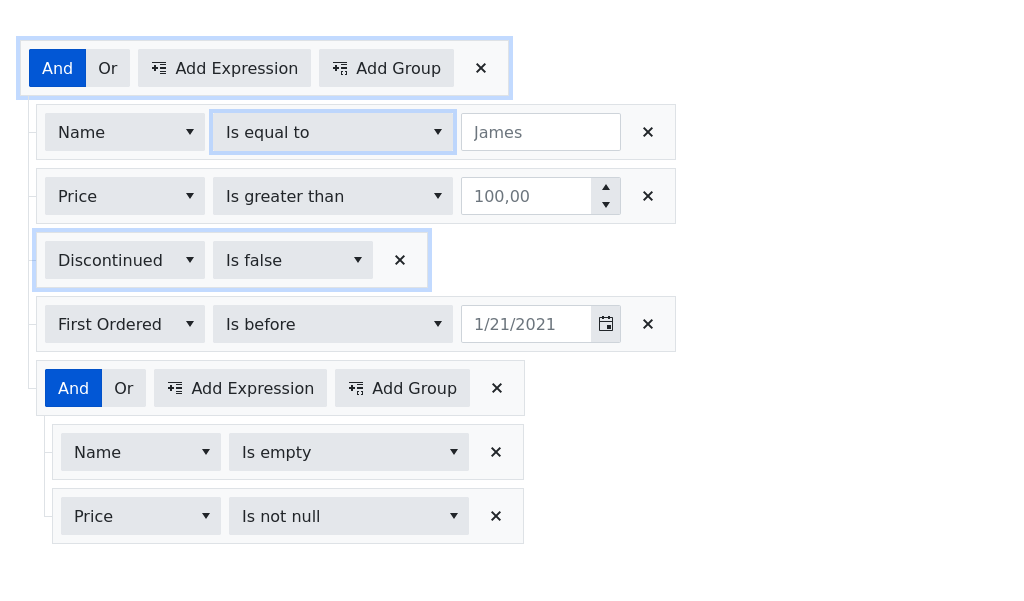 And Or Add Expression Add Group
Name Is equal to James
Price Is greater than 100,00
Discontinued Is false
First Ordered Is before 1/21/2021
And Or Add Expression Add Group
Name Is empty
Price Is not null